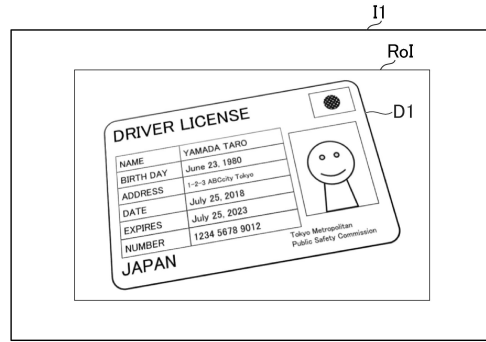 I1
RoI
D1
DRIVER LICENSE
NAME YAMADA TARO
BIRTH DAY June 23, 1980
ADDRESS 1-2-3 ABCcity Tokyo
DATE July 25, 2018
EXPIRES July 25, 2023
NUMBER 1234 5678 9012
JAPAN
Tokyo Metropolitan
Public Safety Commission